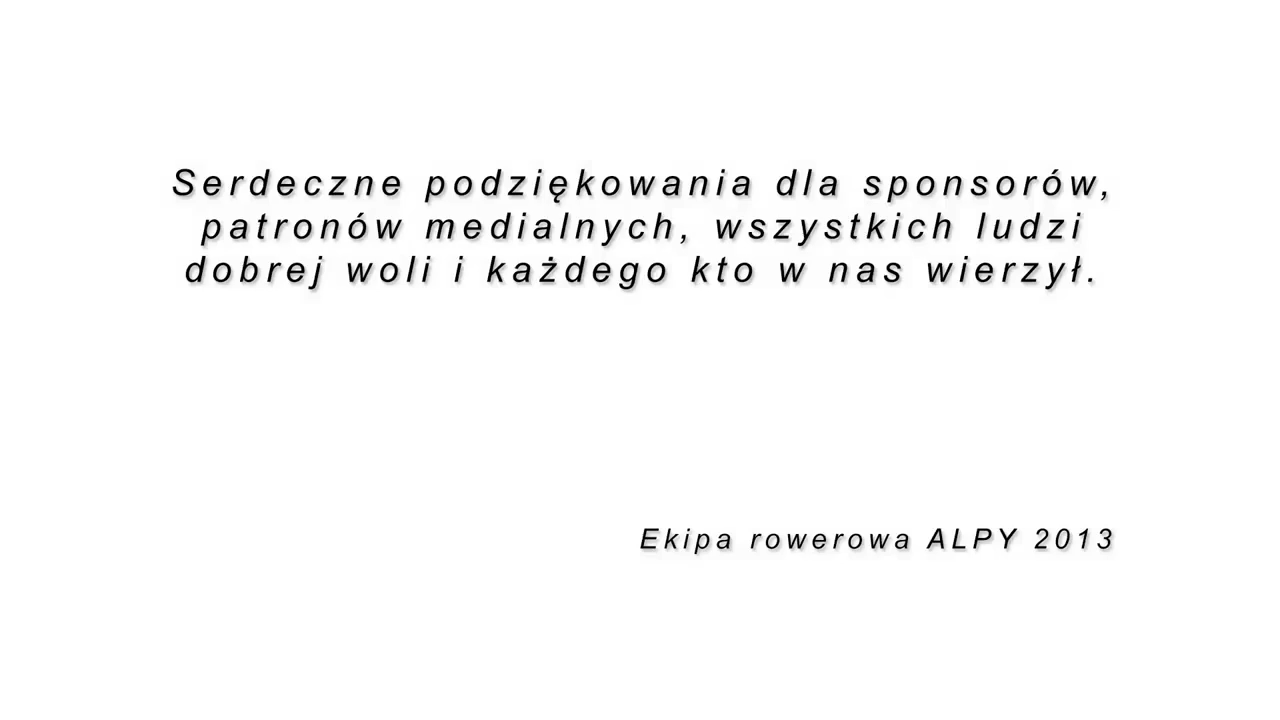 Serdeczne podziękowania dla sponsorów,
patronów medialnych, wszystkich ludzi
dobrej woli i każdego kto w nas wierzył.
Ekipa rowerowa ALPY 2013